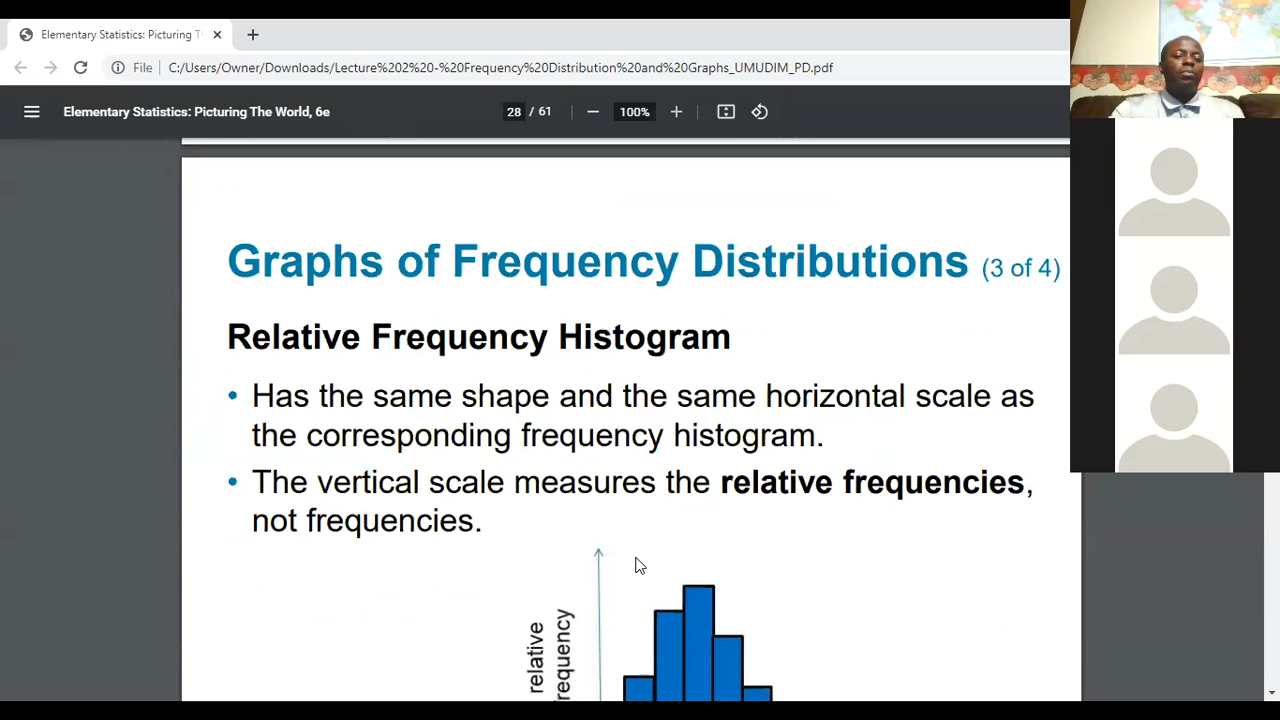 Elementary Statistics: Picturing T
File
C:/Users/Owner/Downloads/Lecture%202%20-%20Frequency%20Distribution%20and%20Graphs_UMUDIM_PD.pdf
Elementary Statistics: Picturing The World, 6e
28 / 61
100%
Graphs of Frequency Distributions (3 of 4)
Relative Frequency Histogram
• Has the same shape and the same horizontal scale as
the corresponding frequency histogram.
• The vertical scale measures the relative frequencies,
not frequencies.
relative
requency